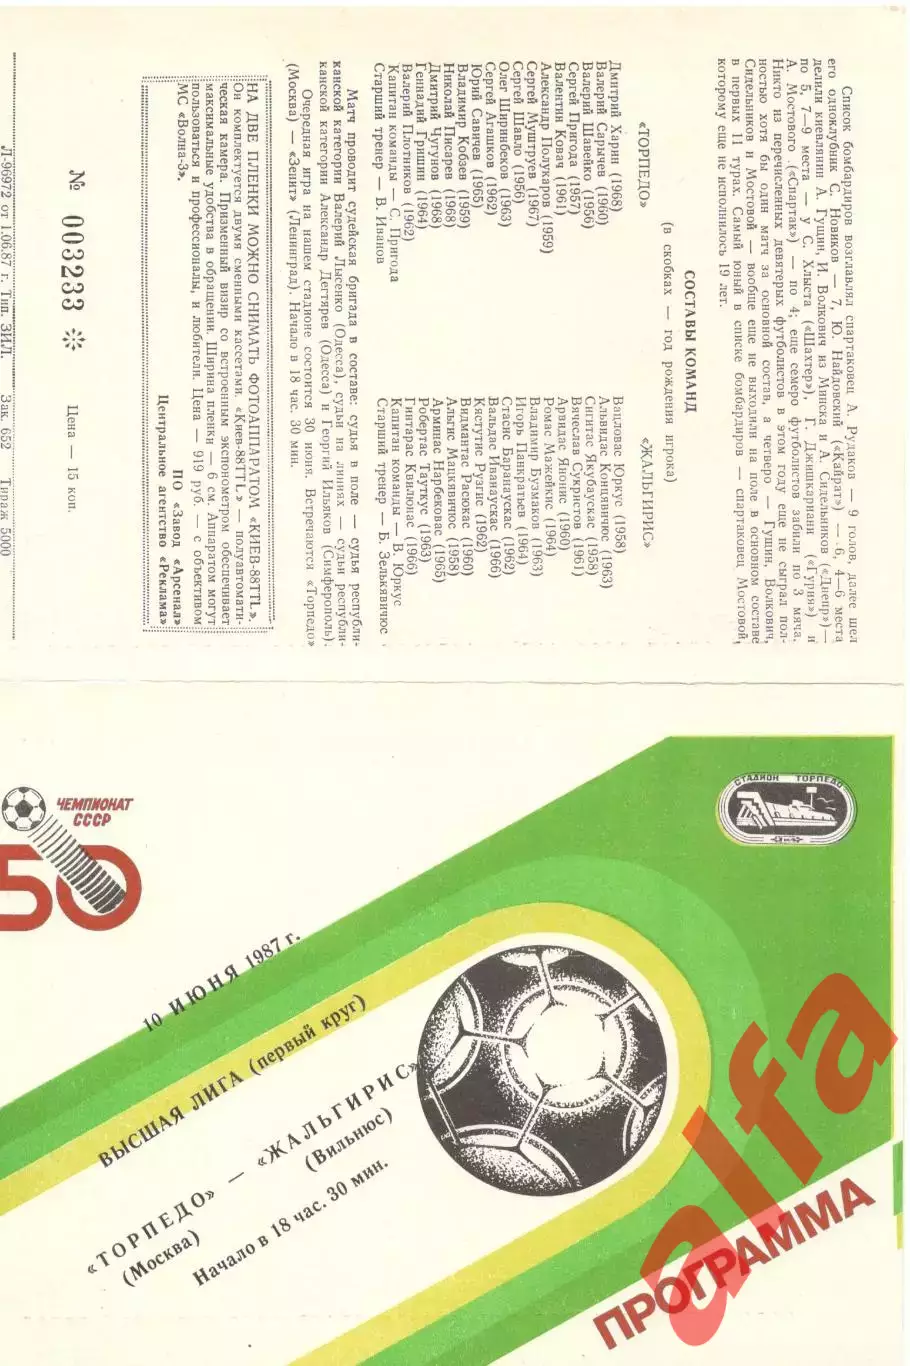 Список бомбардиров возглавлял спартаковец А. Рудаков — 9 голов, далее шел
его одноклубник С. Новиков — 7, Ю. Найдовский («Кайрат») — 6, 4—6 места
делили киевлянин А. Гущин, И. Волкович из Минска и А. Сидельников («Днепр») —
по 5, 7—9 места — у С. Хлыста («Шахтер»), Г. Джишкариани («Гурия») и
А. Мостового («Спартак») — по 4; еще семеро футболистов забили по 3 мяча.
Никто из перечисленных девятерых футболистов в этом году еще не сыграл пол-
ностью хотя бы один матч за основной состав, а четверо — Гущин, Волкович,
Сидельников и Мостовой — вообще еще не выходили на поле в основном составе
в первых 11 турах. Самый юный в списке бомбардиров — спартаковец Мостовой,
которому еще не исполнилось 19 лет.
СОСТАВЫ КОМАНД
(в скобках — год рождения игрока)
«ТОРПЕДО»
Дмитрий Харин (1968)
Валерий Сарычев (1960)
Валерий Шавейко (1956)
Сергей Пригода (1957)
Валентин Ковач (1961)
Александр Полукаров (1959)
Сергей Муштруев (1967)
Сергей Шавло (1956)
Олег Ширинбеков (1963)
Сергей Агашков (1962)
Юрий Савичев (1965)
Владимир Кобзев (1959)
Николай Писарев (1968)
Дмитрий Чугунов (1968)
Геннадий Гришин (1964)
Валерий Плотников (1962)
Капитан команды — С. Пригода
Старший тренер — В. Иванов
«ЖАЛЬГИРИС»
Вацловас Юркус (1958)
Альвидас Концявичюс (1963)
Ситигас Якубаускас (1958)
Вячеслав Сукристов (1961)
Арвидас Янонис (1960)
Ромас Мажейкис (1964)
Владимир Бузмаков (1963)
Игорь Панкратьев (1964)
Стасис Баранаускас (1962)
Вальдас Иванаускас (1966)
Кястутис Рузгис (1962)
Видмантас Расюкас (1960)
Альгис Мацкявичюс (1958)
Арминас Нарбековас (1965)
Робертас Тауткус (1963)
Гинтарас Квилюнас (1966)
Капитан команды — В. Юркус
Старший тренер — Б. Зелькявичюс
Матч проводит судейская бригада в составе: судья в поле — судья республи-
канской категории Валерий Лысенко (Одесса), судьи на линиях — судьи республи-
канской категории Александр Дегтярев (Одесса) и Георгий Ильяков (Симферополь).
Очередная игра на нашем стадионе состоится 30 июня. Встречаются «Торпедо»
(Москва) — «Зенит» (Ленинград). Начало в 18 час. 30 мин.
НА ДВЕ ПЛЕНКИ МОЖНО СНИМАТЬ ФОТОАППАРАТОМ «КИЕВ-88TTL».
Он комплектуется двумя сменными кассетами. «Киев-88TTL» — полуавтомати-
ческая камера. Призменный визир со встроенным экспонометром обеспечивает
максимальные удобства в обращении. Ширина пленки — 6 см. Аппаратом могут
пользоваться и профессионалы, и любители. Цена — 919 руб. — с объективом
МС «Волна-3».
ПО «Завод «Арсенал»
Центральное агентство «Реклама»
№ 003233 ※
Цена — 15 коп.
Л-96972 от 1.06.87 г. Тип. ЗИЛ. Зак. 652 Тираж 5000
ЧЕМПИОНАТ
СССР
50
СТАДИОН ТОРПЕДО
10 ИЮНЯ 1987 г.
ВЫСШАЯ ЛИГА (первый круг)
«ТОРПЕДО» — «ЖАЛЬГИРИС»
(Москва) (Вильнюс)
Начало в 18 час. 30 мин.
ПРОГРАММА
alfa